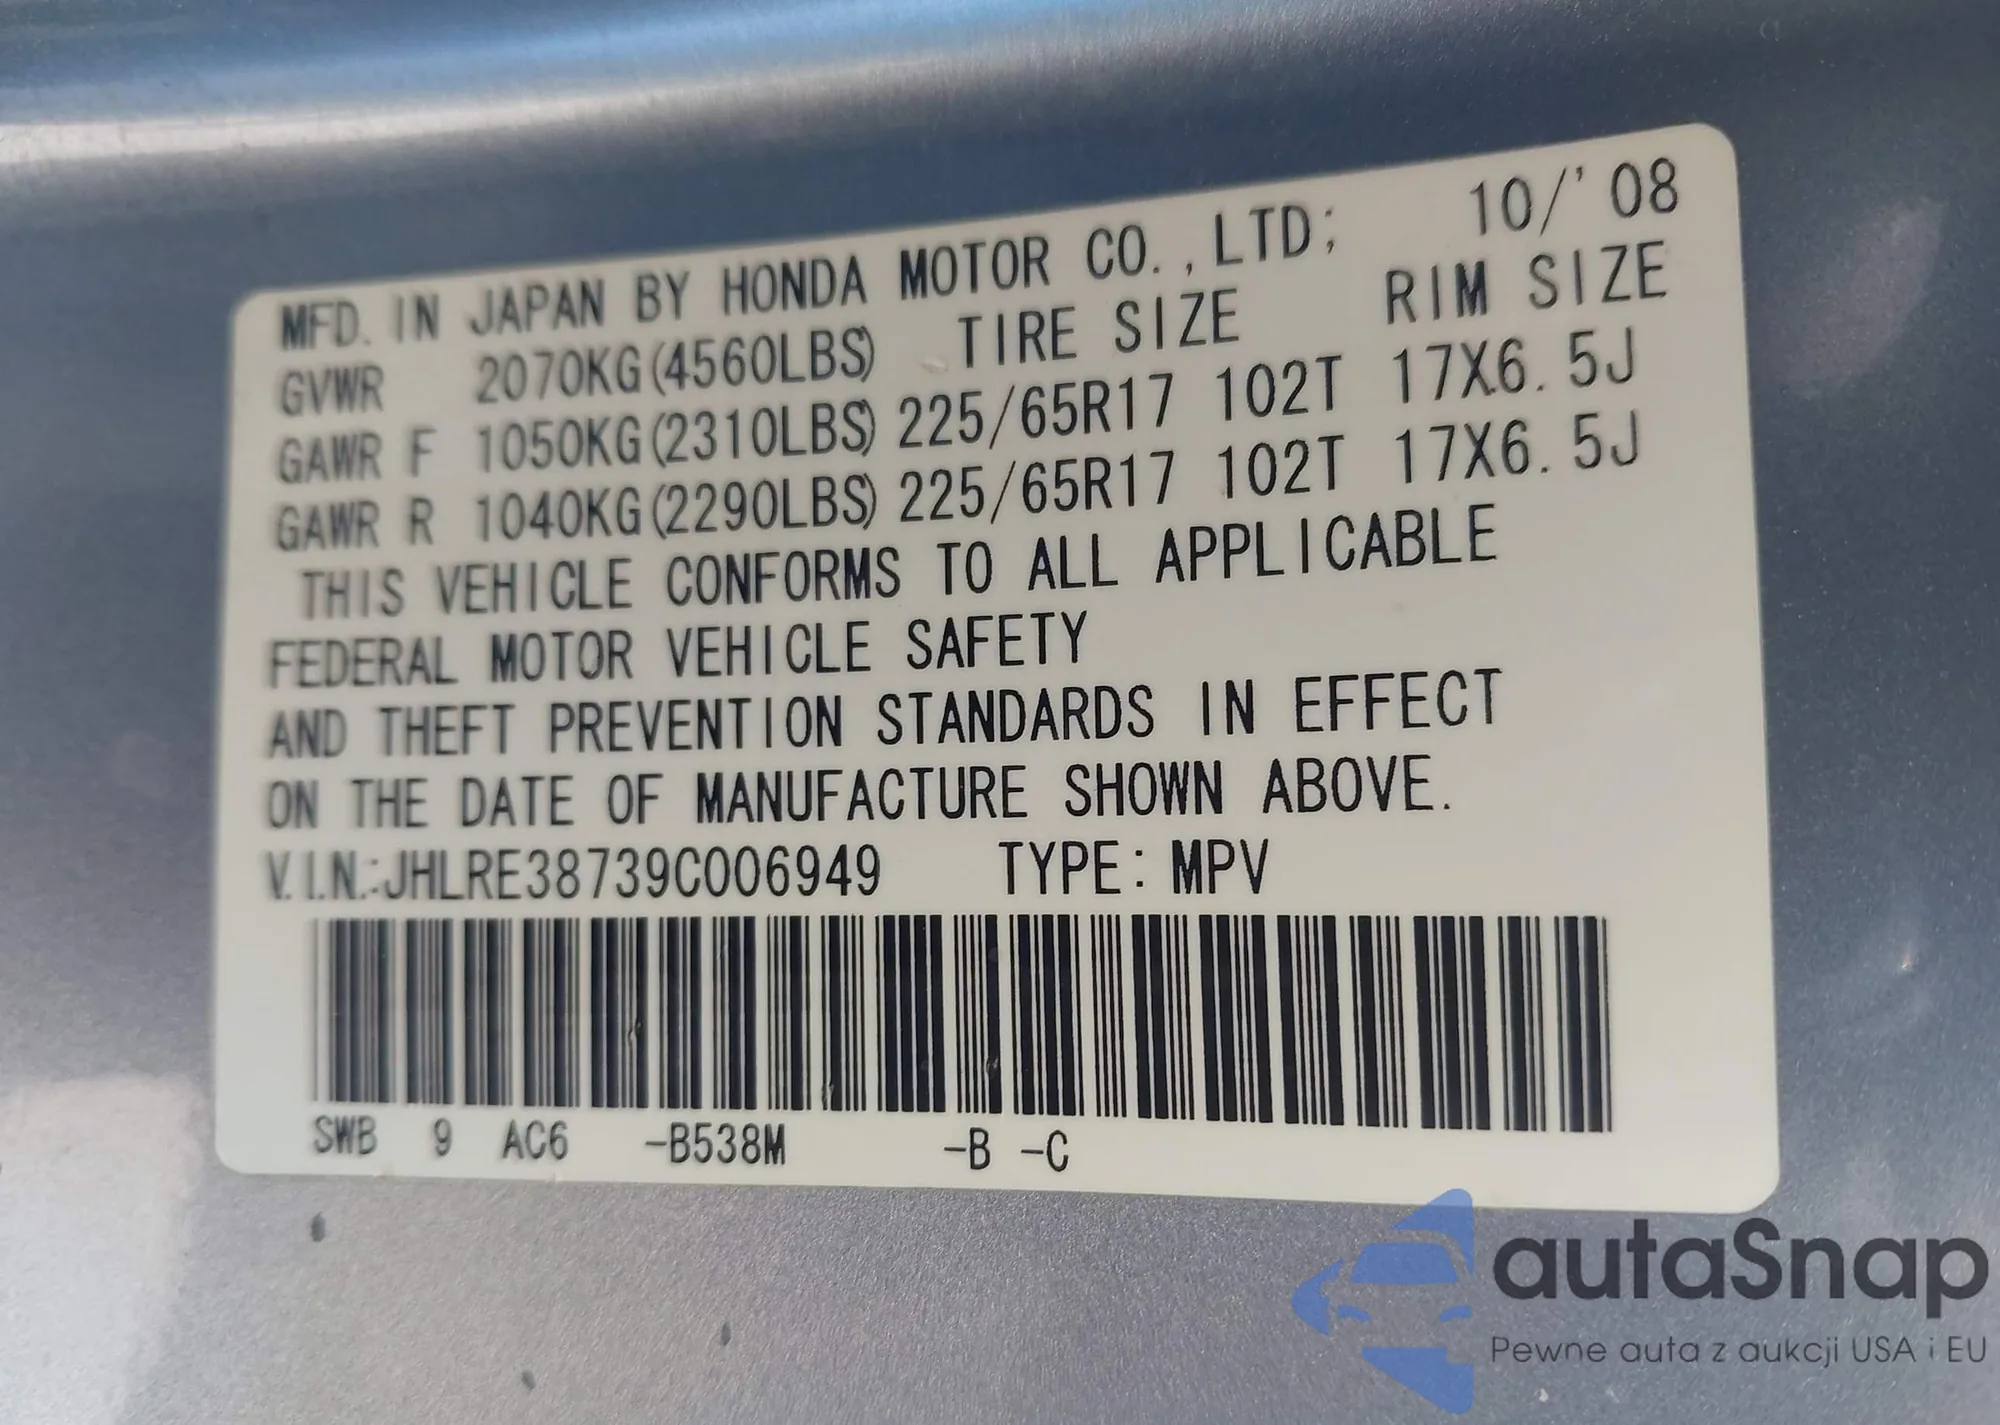 MFD. IN JAPAN BY HONDA MOTOR CO.,LTD; 10/'08
GVWR 2070KG(4560LBS) TIRE SIZE RIM SIZE
GAWR F 1050KG(2310LBS) 225/65R17 102T 17X6.5J
GAWR R 1040KG(2290LBS) 225/65R17 102T 17X6.5J
THIS VEHICLE CONFORMS TO ALL APPLICABLE
FEDERAL MOTOR VEHICLE SAFETY
AND THEFT PREVENTION STANDARDS IN EFFECT
ON THE DATE OF MANUFACTURE SHOWN ABOVE.
V.I.N.:JHLRE38739C006949 TYPE: MPV
SWB 9 AC6 -B538M -B -C
autaSnap
Pewne auta z aukcji USA i EU